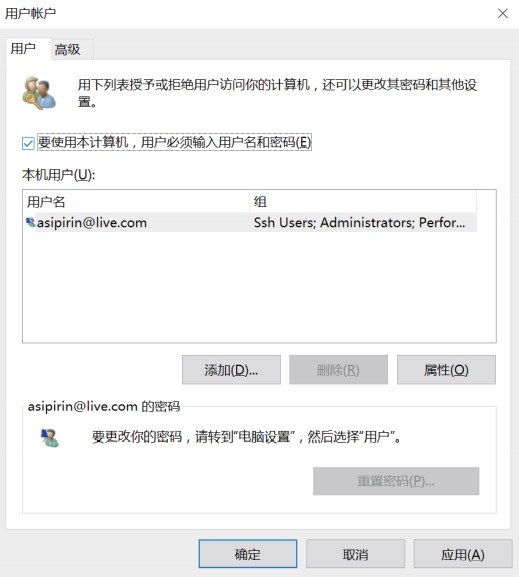 用户帐户
用户
高级
用下列表授予或拒绝用户访问你的计算机，还可以更改其密码和其他设
置。
要使用本计算机，用户必须输入用户名和密码(E)
本机用户(U):
用户名 组
asipirin@live.com Ssh Users; Administrators; Perfor...
添加(D)... 删除(R) 属性(O)
asipirin@live.com 的密码
要更改你的密码，请转到“电脑设置”，然后选择“用户”。
重置密码(P)...
确定 取消 应用(A)